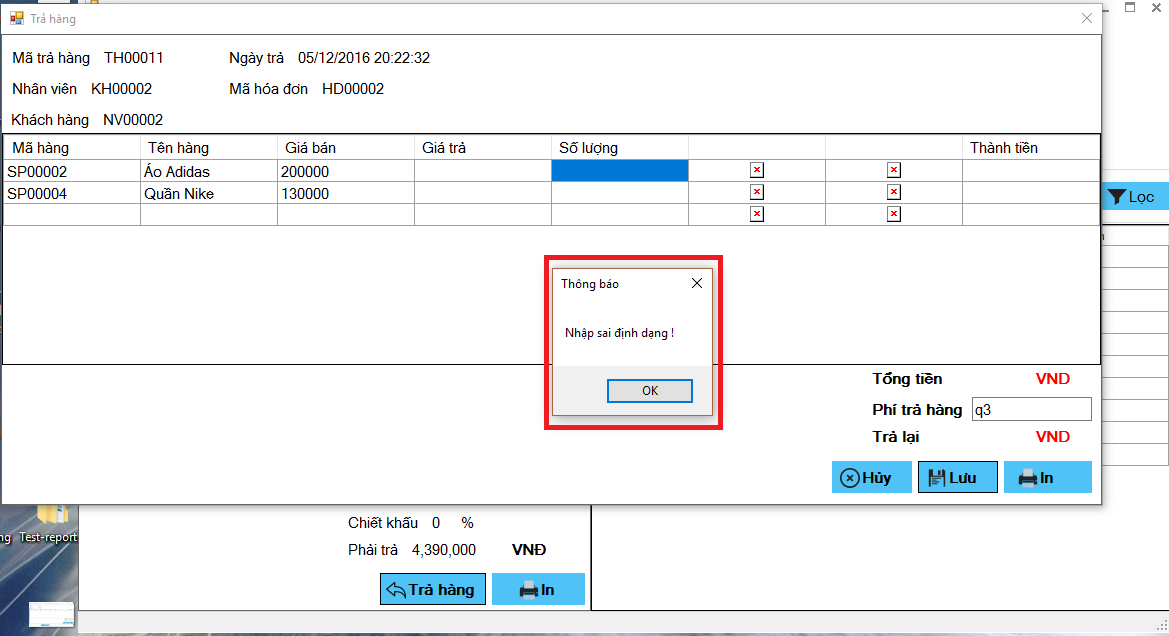 Trả hàng
Mã trả hàng TH00011 Ngày trả 05/12/2016 20:22:32
Nhân viên KH00002 Mã hóa đơn HD00002
Khách hàng NV00002
Mã hàng Tên hàng Giá bán Giá trả Số lượng Thành tiền
SP00002 Áo Adidas 200000
SP00004 Quần Nike 130000
Lọc
Thông báo
Nhập sai định dạng !
OK
Tổng tiền VND
Phí trả hàng q3
Trả lại VND
Hủy Lưu In
Test-report
Chiết khấu 0 %
Phải trả 4,390,000 VNĐ
Trả hàng In